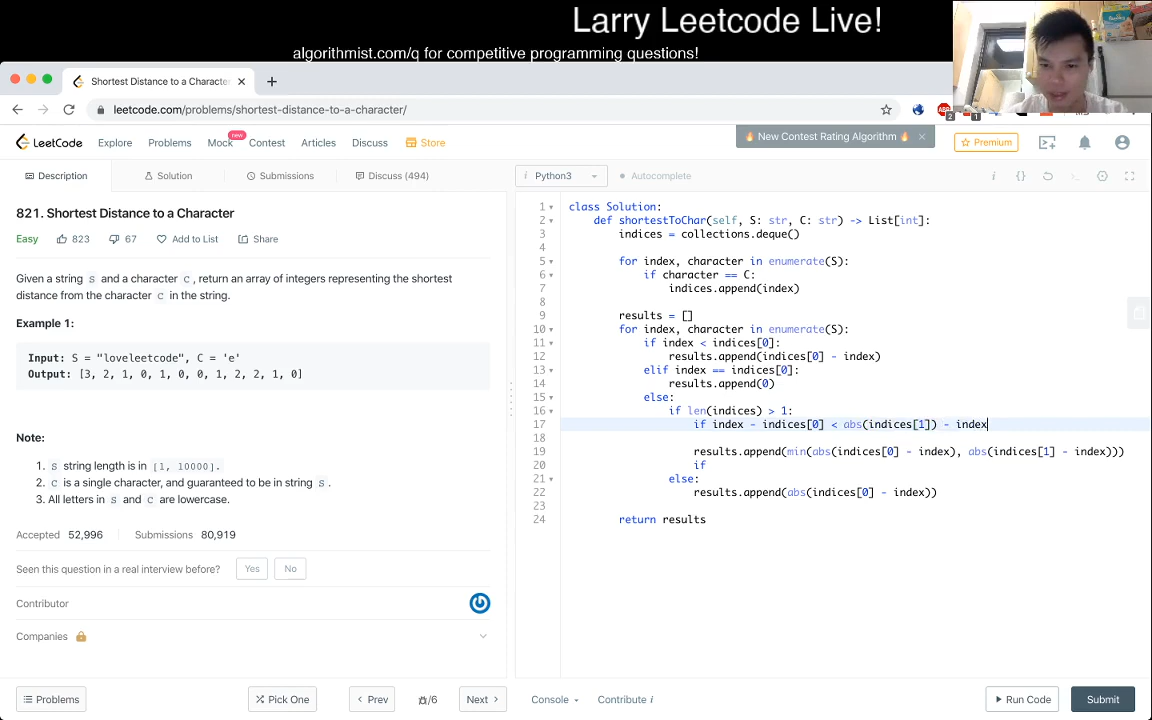 Larry Leetcode Live!
algorithmist.com/q for competitive programming questions!
Shortest Distance to a Character
leetcode.com/problems/shortest-distance-to-a-character/
LeetCode Explore Problems Mock new Contest Articles Discuss Store
New Contest Rating Algorithm
Premium
Description Solution Submissions Discuss (494)
Python3 Autocomplete
821. Shortest Distance to a Character
Easy 823 67 Add to List Share
Given a string S and a character C, return an array of integers representing the shortest
distance from the character C in the string.
Example 1:
Input: S = "loveleetcode", C = 'e'
Output: [3, 2, 1, 0, 1, 0, 0, 1, 2, 2, 1, 0]
Note:
1. S string length is in [1, 10000].
2. C is a single character, and guaranteed to be in string S.
3. All letters in S and C are lowercase.
Accepted 52,996 Submissions 80,919
Seen this question in a real interview before? Yes No
Contributor
Companies
1 class Solution:
2 def shortestToChar(self, S: str, C: str) -> List[int]:
3 indices = collections.deque()
4
5 for index, character in enumerate(S):
6 if character == C:
7 indices.append(index)
8
9 results = []
10 for index, character in enumerate(S):
11 if index < indices[0]:
12 results.append(indices[0] - index)
13 elif index == indices[0]:
14 results.append(0)
15 else:
16 if len(indices) > 1:
17 if index - indices[0] < abs(indices[1]) - index
18
19 results.append(min(abs(indices[0] - index), abs(indices[1] - index)))
20 if
21 else:
22 results.append(abs(indices[0] - index))
23
24 return results
Problems Pick One Prev /6 Next Console Contribute i Run Code Submit